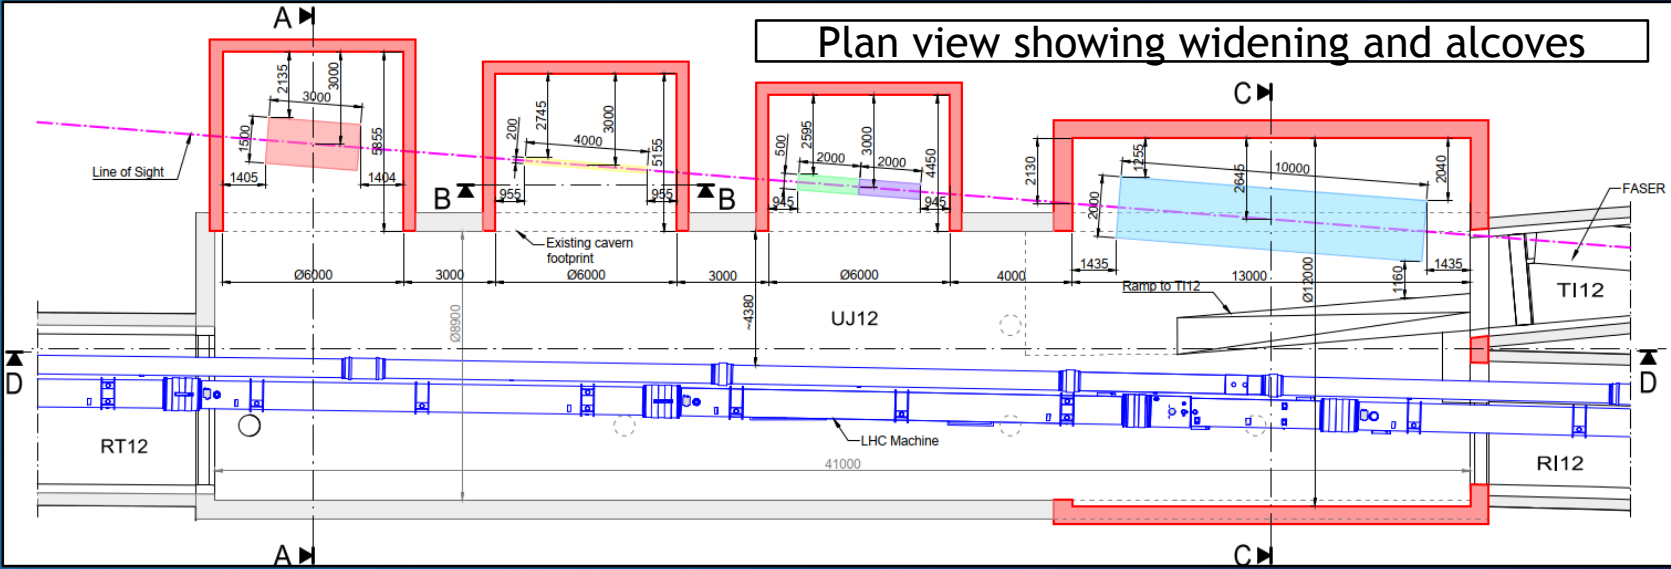 A
Plan view showing widening and alcoves
2135
3000
3000
5855
1500
1405
1404
Line of Sight
200
2745
3000
4000
5155
955
955
B
B
500
2595
3000
2000
2000
4450
945
945
C
2130
1255
2645
10000
2040
2000
1435
1435
1160
FASER
Existing cavern
footprint
Ø6000
3000
Ø6000
3000
Ø6000
4000
13000
Ø12000
Ramp to TI12
TI12
Ø8900
~4380
UJ12
D
D
RT12
LHC Machine
41000
RI12
A
C